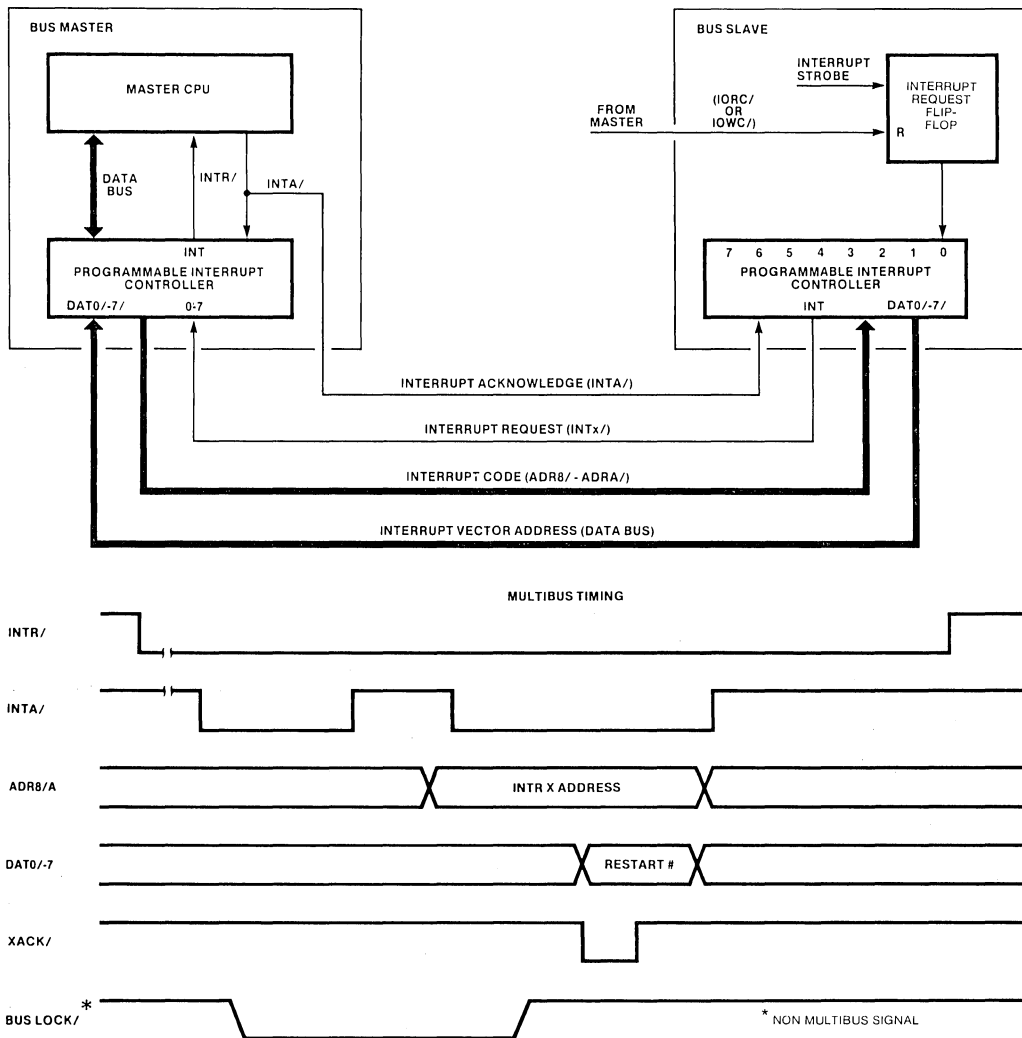 BUS MASTER
MASTER CPU
DATA
BUS
INTR/
INTA/
INT
PROGRAMMABLE INTERRUPT
CONTROLLER
DAT0/-7/ 0-7
BUS SLAVE
INTERRUPT
STROBE
FROM
MASTER
(IORC/
OR
IOWC/)
INTERRUPT
REQUEST
FLIP-
FLOP
R
7 6 5 4 3 2 1 0
PROGRAMMABLE INTERRUPT
CONTROLLER
INT DAT0/-7/
INTERRUPT ACKNOWLEDGE (INTA/)
INTERRUPT REQUEST (INTx/)
INTERRUPT CODE (ADR8/ - ADRA/)
INTERRUPT VECTOR ADDRESS (DATA BUS)
MULTIBUS TIMING
INTR/
INTA/
ADR8/A
INTR X ADDRESS
DAT0/-7
RESTART #
XACK/
BUS LOCK/ *
* NON MULTIBUS SIGNAL